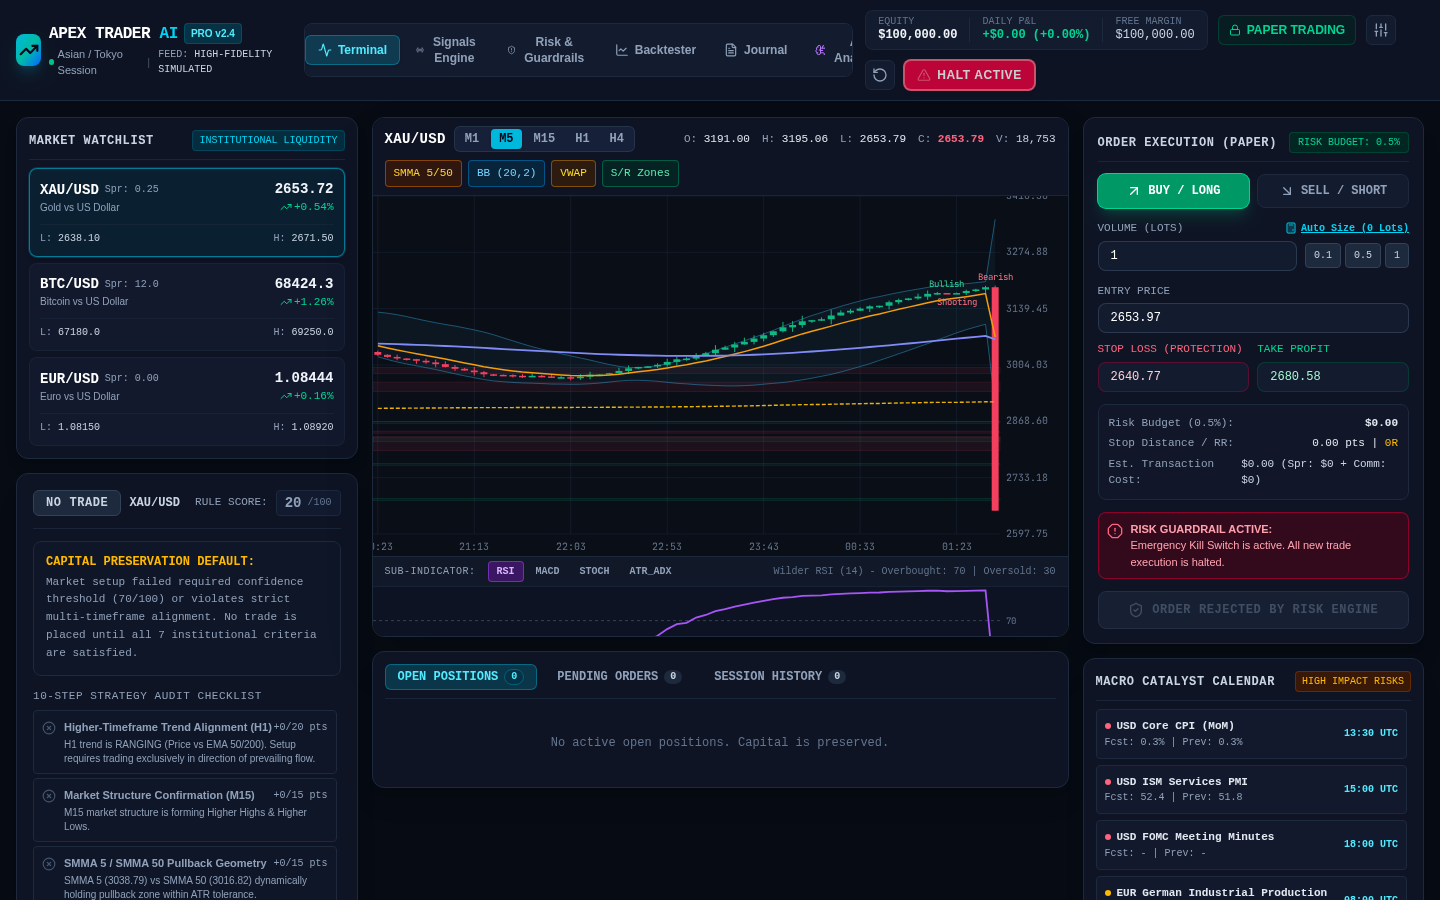 APEX TRADER AI PRO v2.4
Asian / Tokyo Session | FEED: HIGH-FIDELITY SIMULATED
Terminal
Signals Engine
Risk & Guardrails
Backtester
Journal
EQUITY
$100,000.00
DAILY P&L
+$0.00 (+0.00%)
FREE MARGIN
$100,000.00
PAPER TRADING
HALT ACTIVE
MARKET WATCHLIST
INSTITUTIONAL LIQUIDITY
XAU/USD Spr: 0.25 2653.72
Gold vs US Dollar +0.54%
L: 2638.10 H: 2671.50
BTC/USD Spr: 12.0 68424.3
Bitcoin vs US Dollar +1.26%
L: 67180.0 H: 69250.0
EUR/USD Spr: 0.00 1.08444
Euro vs US Dollar +0.16%
L: 1.08150 H: 1.08920
NO TRADE XAU/USD RULE SCORE: 20 /100
CAPITAL PRESERVATION DEFAULT:
Market setup failed required confidence
threshold (70/100) or violates strict
multi-timeframe alignment. No trade is
placed until all 7 institutional criteria
are satisfied.
10-STEP STRATEGY AUDIT CHECKLIST
Higher-Timeframe Trend Alignment (H1) +0/20 pts
H1 trend is RANGING (Price vs EMA 50/200). Setup
requires trading exclusively in direction of prevailing flow.
Market Structure Confirmation (M15) +0/15 pts
M15 market structure is forming Higher Highs & Higher
Lows.
SMMA 5 / SMMA 50 Pullback Geometry +0/15 pts
SMMA 5 (3038.79) vs SMMA 50 (3016.82) dynamically
holding pullback zone within ATR tolerance.
XAU/USD M1 M5 M15 H1 H4
O: 3191.00 H: 3195.06 L: 2653.79 C: 2653.79 V: 18,753
SMMA 5/50 BB (20,2) VWAP S/R Zones
3274.88
Bearish
Bullish
Shooting
3139.45
3004.03
2868.60
2733.18
2597.75
21:13 22:03 22:53 23:43 00:33 01:23
SUB-INDICATOR: RSI MACD STOCH ATR_ADX
Wilder RSI (14) - Overbought: 70 | Oversold: 30
70
OPEN POSITIONS 0
PENDING ORDERS 0
SESSION HISTORY 0
No active open positions. Capital is preserved.
ORDER EXECUTION (PAPER)
RISK BUDGET: 0.5%
BUY / LONG
SELL / SHORT
VOLUME (LOTS)
Auto Size (0 Lots)
1
0.1 0.5 1
ENTRY PRICE
2653.97
STOP LOSS (PROTECTION) TAKE PROFIT
2640.77 2680.58
Risk Budget (0.5%): $0.00
Stop Distance / RR: 0.00 pts | 0R
Est. Transaction Cost: $0.00 (Spr: $0 + Comm: $0)
RISK GUARDRAIL ACTIVE:
Emergency Kill Switch is active. All new trade
execution is halted.
ORDER REJECTED BY RISK ENGINE
MACRO CATALYST CALENDAR
HIGH IMPACT RISKS
USD Core CPI (MoM) 13:30 UTC
Fcst: 0.3% | Prev: 0.3%
USD ISM Services PMI 15:00 UTC
Fcst: 52.4 | Prev: 51.8
USD FOMC Meeting Minutes 18:00 UTC
Fcst: - | Prev: -
EUR German Industrial Production